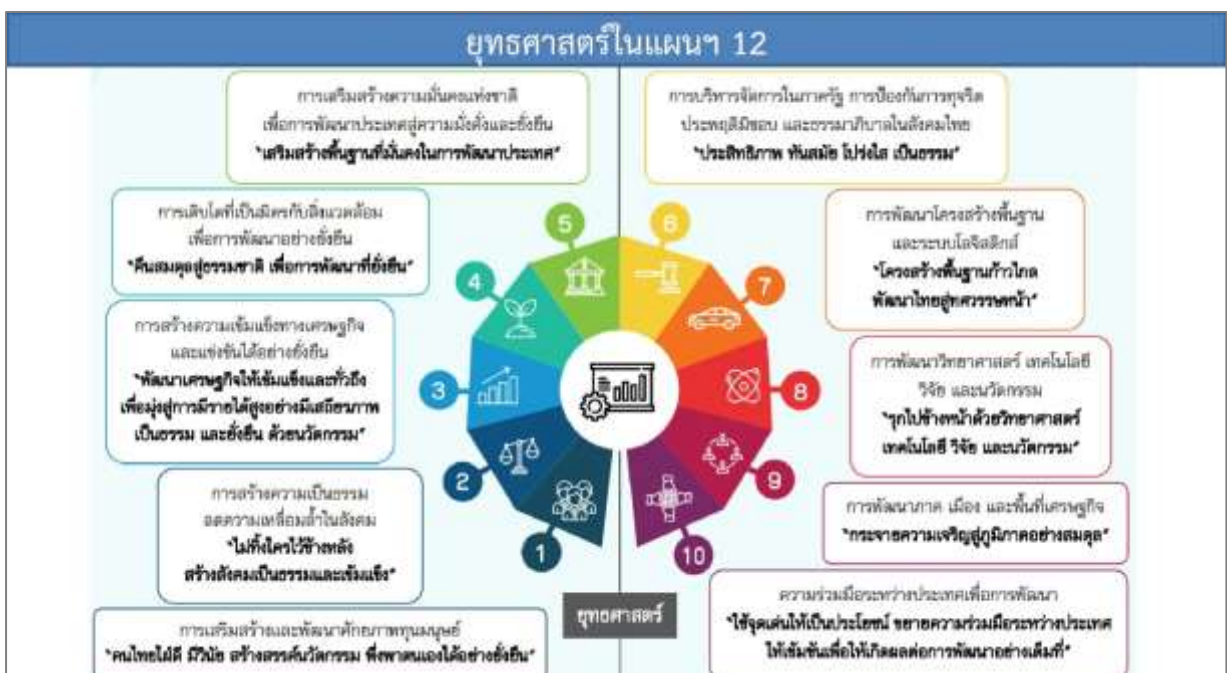 ยุทธศาสตร์ในแผนฯ 12
การเสริมสร้างความมั่นคงแห่งชาติ
เพื่อการพัฒนาประเทศสู่ความมั่งคั่งและยั่งยืน
"เสริมสร้างพื้นฐานที่มั่นคงในการพัฒนาประเทศ"
การเติบโตที่เป็นมิตรกับสิ่งแวดล้อม
เพื่อการพัฒนาอย่างยั่งยืน
"คืนสมดุลสู่ธรรมชาติ เพื่อการพัฒนาที่ยั่งยืน"
การสร้างความเข้มแข็งทางเศรษฐกิจ
และแข่งขันได้อย่างยั่งยืน
"พัฒนาเศรษฐกิจให้เข้มแข็งและทั่วถึง
เพื่อมุ่งสู่การมีรายได้สูงอย่างมีเสถียรภาพ
เป็นธรรม และยั่งยืน ด้วยนวัตกรรม"
การสร้างความเป็นธรรม
ลดความเหลื่อมล้ำในสังคม
"ไม่ทิ้งใครไว้ข้างหลัง
สร้างสังคมเป็นธรรมและเข้มแข็ง"
การเสริมสร้างและพัฒนาศักยภาพทุนมนุษย์
"คนไทยใฝ่ดี มีวินัย สร้างสรรค์นวัตกรรม พึ่งพาตนเองได้อย่างยั่งยืน"
5
4
3
2
1
6
7
8
9
10
ยุทธศาสตร์
การบริหารจัดการในภาครัฐ การป้องกันการทุจริต
ประพฤติมิชอบ และธรรมาภิบาลในสังคมไทย
"ประสิทธิภาพ ทันสมัย โปร่งใส เป็นธรรม"
การพัฒนาโครงสร้างพื้นฐาน
และระบบโลจิสติกส์
"โครงสร้างพื้นฐานก้าวไกล
พัฒนาไทยสู่ทศวรรษหน้า"
การพัฒนาวิทยาศาสตร์ เทคโนโลยี
วิจัย และนวัตกรรม
"รุกไปข้างหน้าด้วยวิทยาศาสตร์
เทคโนโลยี วิจัย และนวัตกรรม"
การพัฒนาภาค เมือง และพื้นที่เศรษฐกิจ
"กระจายความเจริญสู่ภูมิภาคอย่างสมดุล"
ความร่วมมือระหว่างประเทศเพื่อการพัฒนา
"ใช้จุดเด่นให้เป็นประโยชน์ ขยายความร่วมมือระหว่างประเทศ
ให้เข้มข้นเพื่อให้เกิดผลต่อการพัฒนาอย่างเต็มที่"